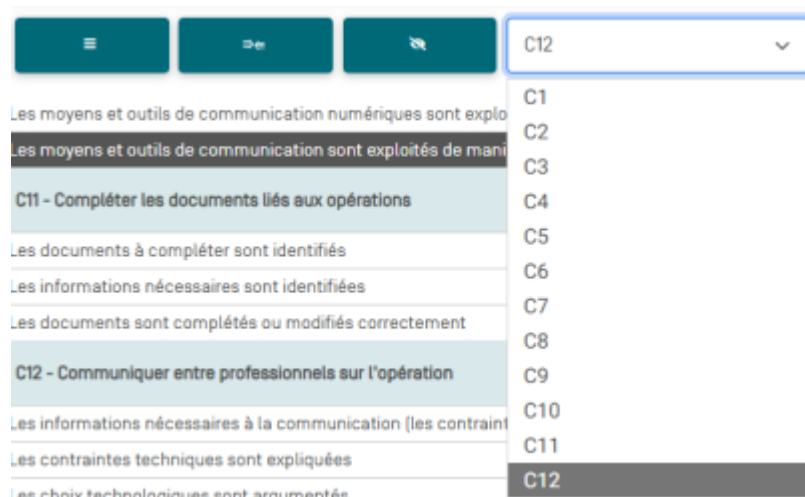 C12
Les moyens et outils de communication numériques sont explo
Les moyens et outils de communication sont exploités de mani
C11 - Compléter les documents liés aux opérations
Les documents à compléter sont identifiés
Les informations nécessaires sont identifiées
Les documents sont complétés ou modifiés correctement
C12 - Communiquer entre professionnels sur l'opération
Les informations nécessaires à la communication (les contraint
Les contraintes techniques sont expliquées
Les choix technologiques sont argumentés
C1
C2
C3
C4
C5
C6
C7
C8
C9
C10
C11
C12